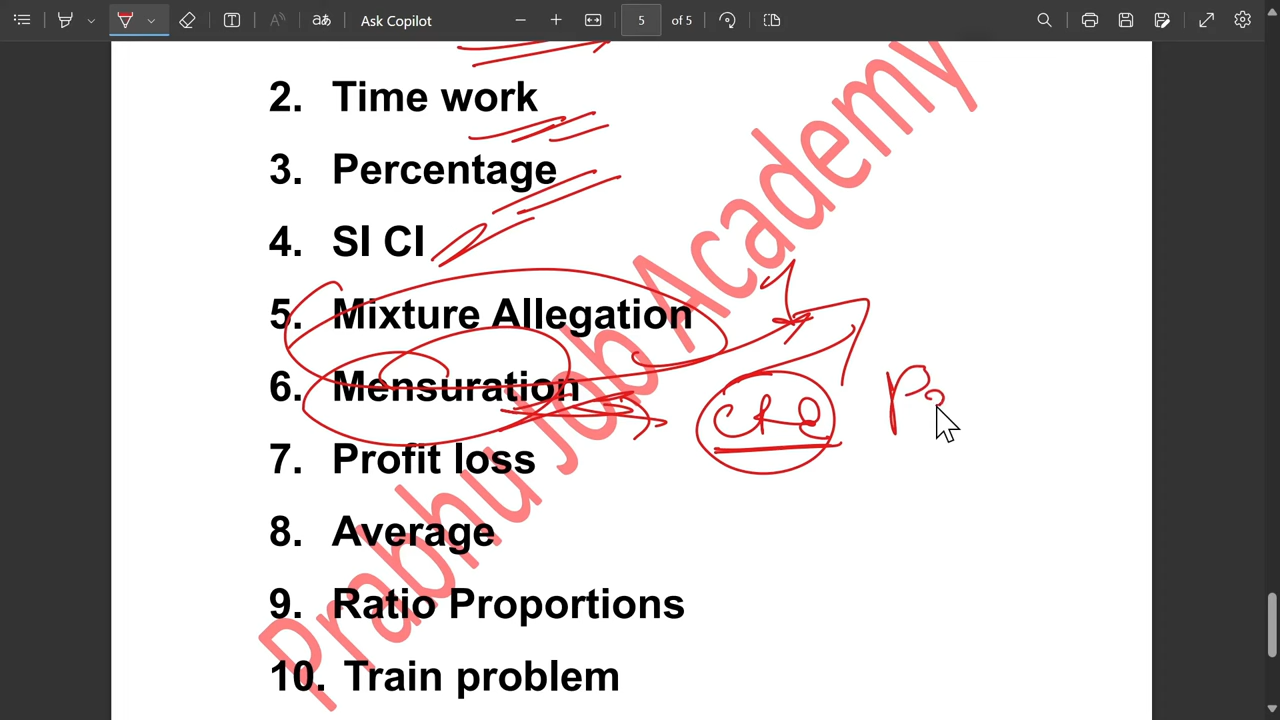 Ask Copilot
5 of 5
2. Time work
3. Percentage
4. SI CI
5. Mixture Allegation
6. Mensuration
7. Profit loss
8. Average
9. Ratio Proportions
10. Train problem
Prabhu Job Academy